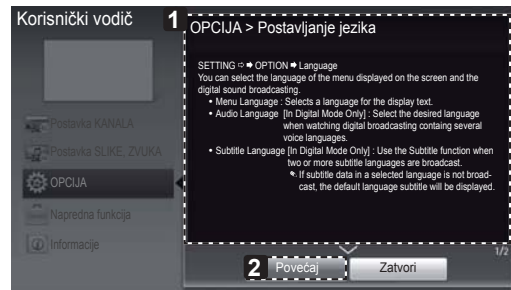 Korisnički vodič
1
OPCIJA > Postavljanje jezika
SETTING ⇨ ➡ OPTION ➡ Language
You can select the language of the menu displayed on the screen and the
digital sound broadcasting.
• Menu Language : Selects a language for the display text.
• Audio Language [In Digital Mode Only] : Select the desired language
when watching digital broadcasting containg several
voice languages.
• Subtitle Language [In Digital Mode Only] : Use the Subtitle function when
two or more subtitle languages are broadcast.
✎ If subtitle data in a selected language is not broad-
cast, the default language subtitle will be displayed.
Postavka KANALA
Postavka SLIKE, ZVUKA
OPCIJA
Napredna funkcija
Informacije
1/2
2
Povećaj
Zatvori